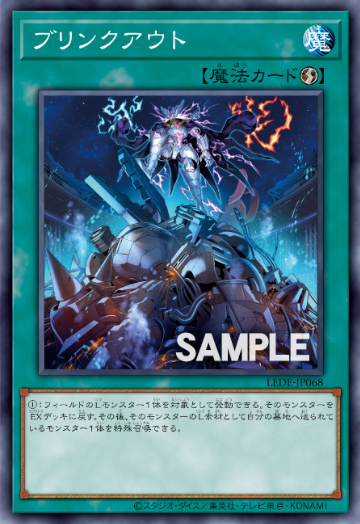 ブリンクアウト
魔
【魔法カード】
SAMPLE
LEDE-JP068
①:フィールドのLモンスター1体を対象として発動できる。そのモンスターを
EXデッキに戻す。その後、そのモンスターのL素材として自分の墓地へ送られて
いるモンスター1体を特殊召喚できる。
©スタジオ・ダイス/集英社・テレビ東京・KONAMI